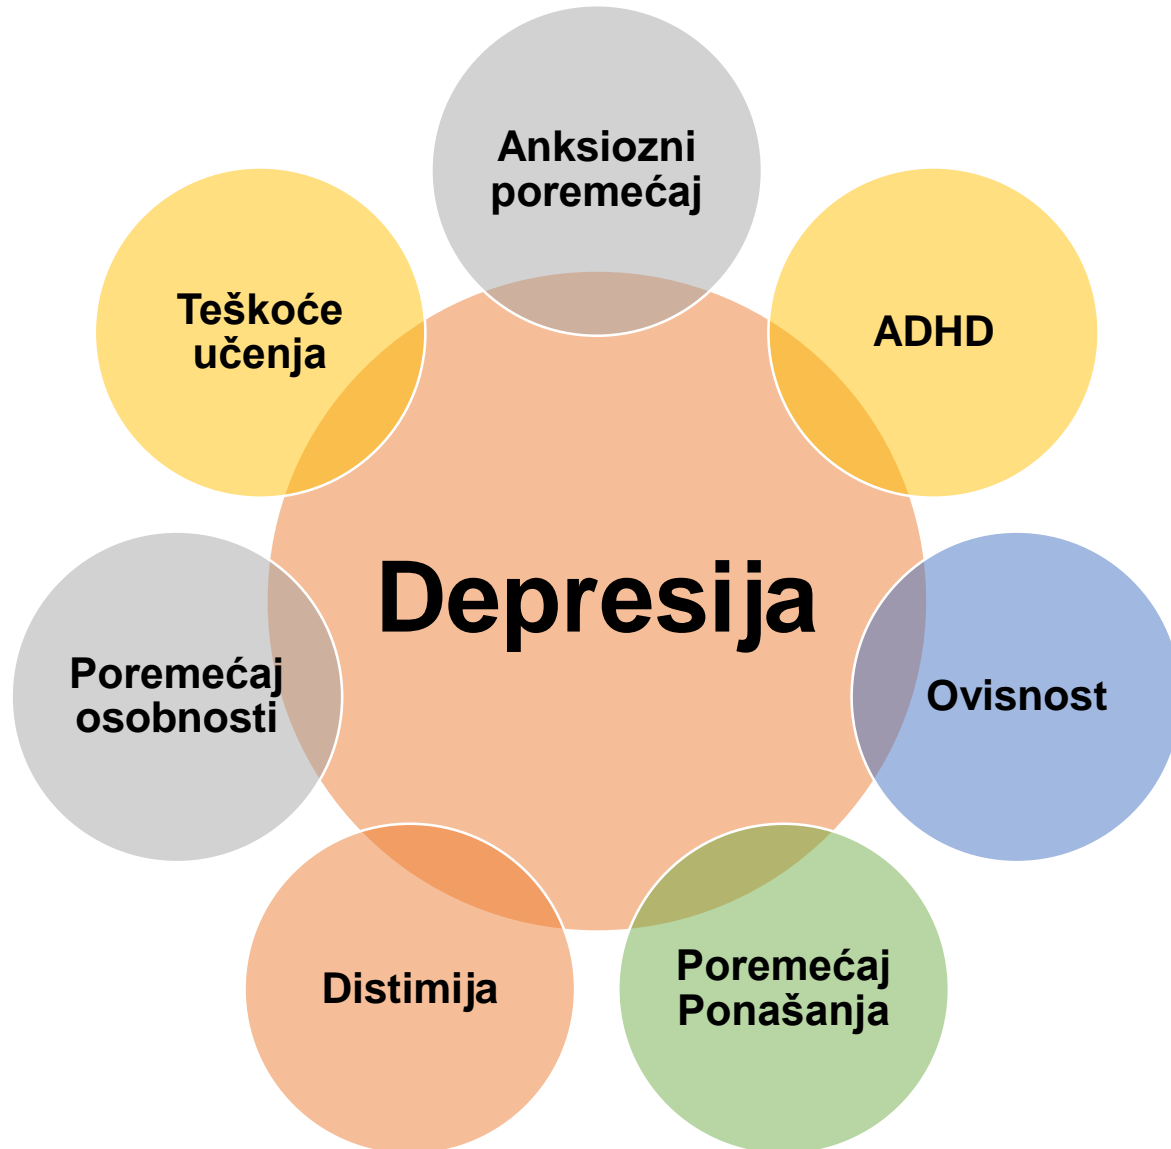 Anksiozni
poremećaj
ADHD
Ovisnost
Poremećaj
Ponašanja
Distimija
Poremećaj
osobnosti
Teškoće
učenja
Depresija